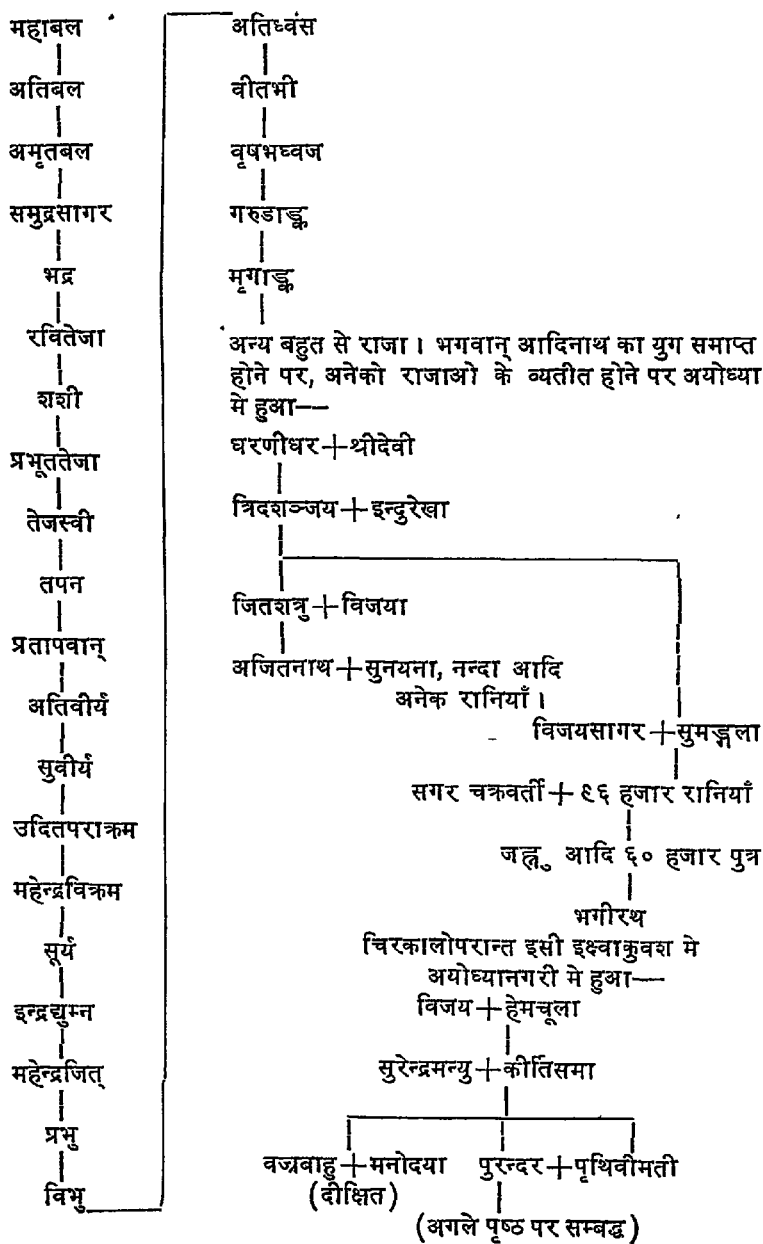 महाबल
अतिबल
अमृतबल
समुद्रसागर
भद्र
रवितेजा
शशी
प्रभूततेजा
तेजस्वी
तपन
प्रतापवान्
अतिवीर्य
सुवीर्य
उदितपराक्रम
महेन्द्रविक्रम
सूर्य
इन्द्रद्युम्न
महेन्द्रजित्
प्रभु
विभु
अतिध्वंस
वीतभी
वृषभध्वज
गरुडाङ्क
मृगाङ्क
अन्य बहुत से राजा । भगवान् आदिनाथ का युग समाप्त
होने पर, अनेको राजाओ के व्यतीत होने पर अयोध्या
मे हुआ——
धरणीधर+श्रीदेवी
त्रिदशञ्जय+इन्दुरेखा
जितशत्रु+विजया
अजितनाथ+सुनयना, नन्दा आदि
अनेक रानियाँ ।
विजयसागर+सुमङ्गला
सगर चक्रवर्ती+९६ हजार रानियाँ
जह्नु आदि ६० हजार पुत्र
भगीरथ
चिरकालोपरान्त इसी इक्ष्वाकुवश मे
अयोध्यानगरी मे हुआ——
विजय+हेमचूला
सुरेन्द्रमन्यु+कीर्तिसमा
वज्रबाहु+मनोदया पुरन्दर+पृथिवीमती
(दीक्षित)
(अगले पृष्ठ पर सम्बद्ध)